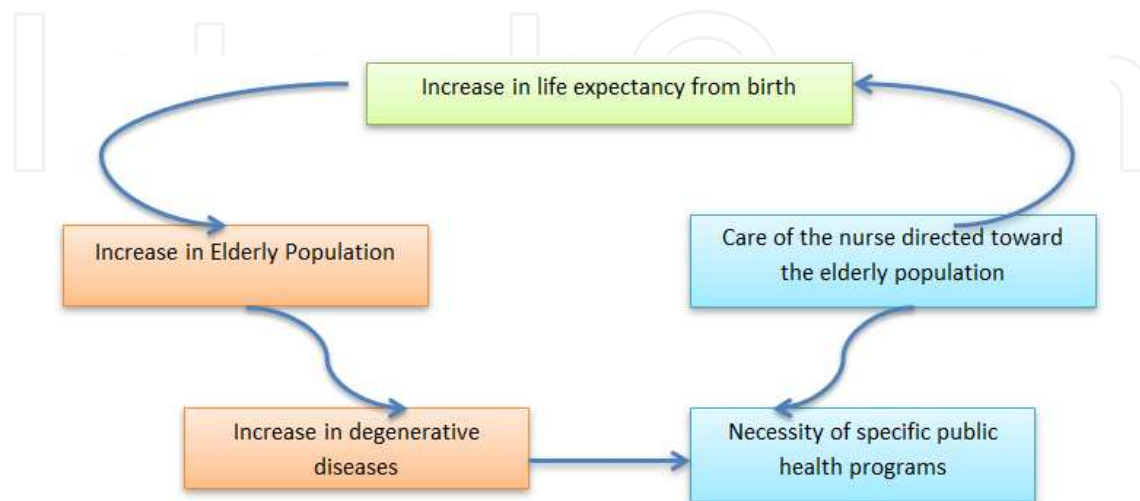 Increase in life expectancy from birth
Increase in Elderly Population
Care of the nurse directed toward
the elderly population
Increase in degenerative
diseases
Necessity of specific public
health programs